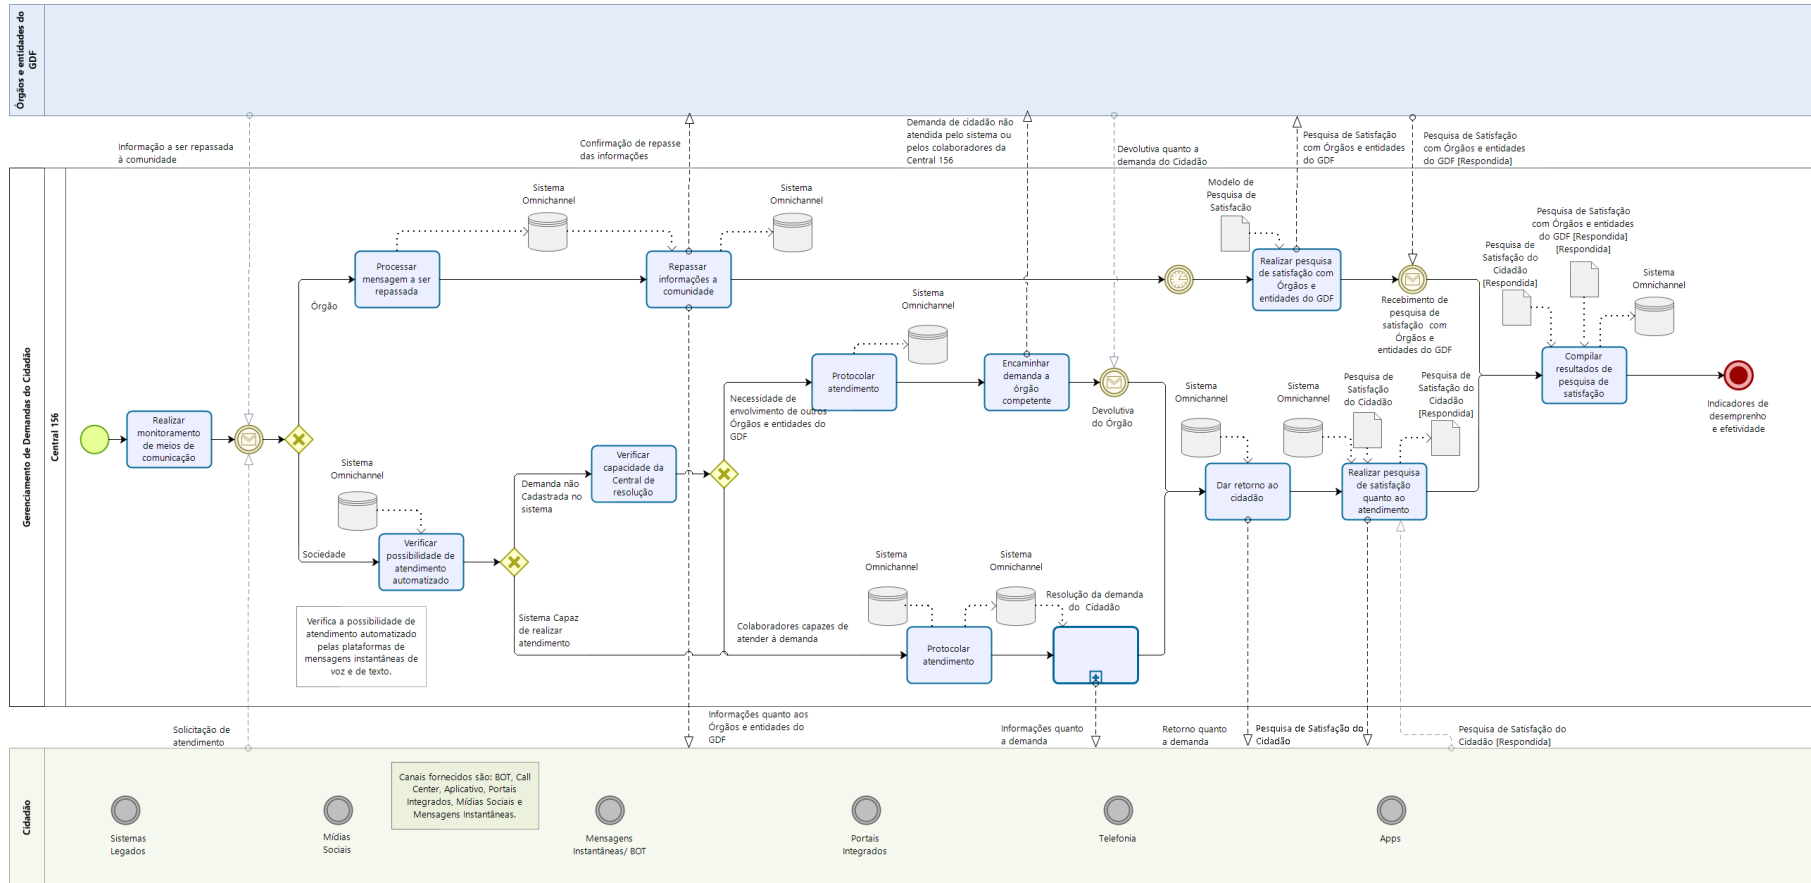 Órgãos e entidades do
GDF
Informação a ser repassada
à comunidade
Confirmação de repasse
das informações
Demanda de cidadão não
atendida pelo sistema ou
pelos colaboradores da
Central 156
Devolutiva quanto a
demanda do Cidadão
Pesquisa de Satisfação
com Órgãos e entidades
do GDF
Pesquisa de Satisfação
com Órgãos e entidades
do GDF [Respondida]
Gerenciamento de Demandas do Cidadão
Central 156
Sistema
Omnichannel
Sistema
Omnichannel
Modelo de
Pesquisa de
Satisfacão
Pesquisa de Satisfação
com Órgãos e entidades
do GDF [Respondida]
[Respondida]
Pesquisa de
Satisfação do
Cidadão
[Respondida]
Sistema
Omnichannel
Processar
mensagem a ser
repassada
Repassar
informações a
comunidade
Realizar pesquisa
de satisfação com
Órgãos e
entidades do GDF
Recebimento de
pesquisa de
satisfação com
Órgãos e
entidades do GDF
Órgão
Sistema
Omnichannel
Protocolar
atendimento
Encaminhar
demanda a
órgão
competente
Devolutiva
do Órgão
Compilar
resultados de
pesquisa de
satisfação
Indicadores de
desemprenho
e efetividade
Necessidade de
envolvimento de outros
Órgãos e entidades do
GDF
Sistema
Omnichannel
Sistema
Omnichannel
Pesquisa de
Satisfação
do Cidadão
Pesquisa de
Satisfação do
Cidadão
[Respondida]
Realizar
monitoramento
de meios de
comunicação
Sistema
Omnichannel
Demanda não
Cadastrada no
sistema
Verificar
capacidade da
Central de
resolução
Dar retorno ao
cidadão
Realizar pesquisa
de satisfação
quanto ao
atendimento
Sociedade
Verificar
possibilidade de
atendimento
automatizado
Sistema
Omnichannel
Sistema
Omnichannel
Resolução da demanda
do Cidadão
Verifica a possibilidade de
atendimento automatizado
pelas plataformas de
mensagens instantâneas de
voz e de texto.
Sistema Capaz
de realizar
atendimento
Colaboradores capazes de
atender à demanda
Protocolar
atendimento
Solicitação de
atendimento
Informações quanto aos
Órgãos e entidades do
GDF
Informações quanto
a demanda
Retorno quanto
a demanda
Pesquisa de Satisfação do
Cidadão
Pesquisa de Satisfação do
Cidadão [Respondida]
Cidadão
Canais fornecidos são: BOT, Call
Center, Aplicativo, Portais
Integrados, Mídias Sociais e
Mensagens Instantâneas.
Sistemas
Legados
Mídias
Sociais
Mensagens
Instantâneas/ BOT
Portais
Integrados
Telefonia
Apps